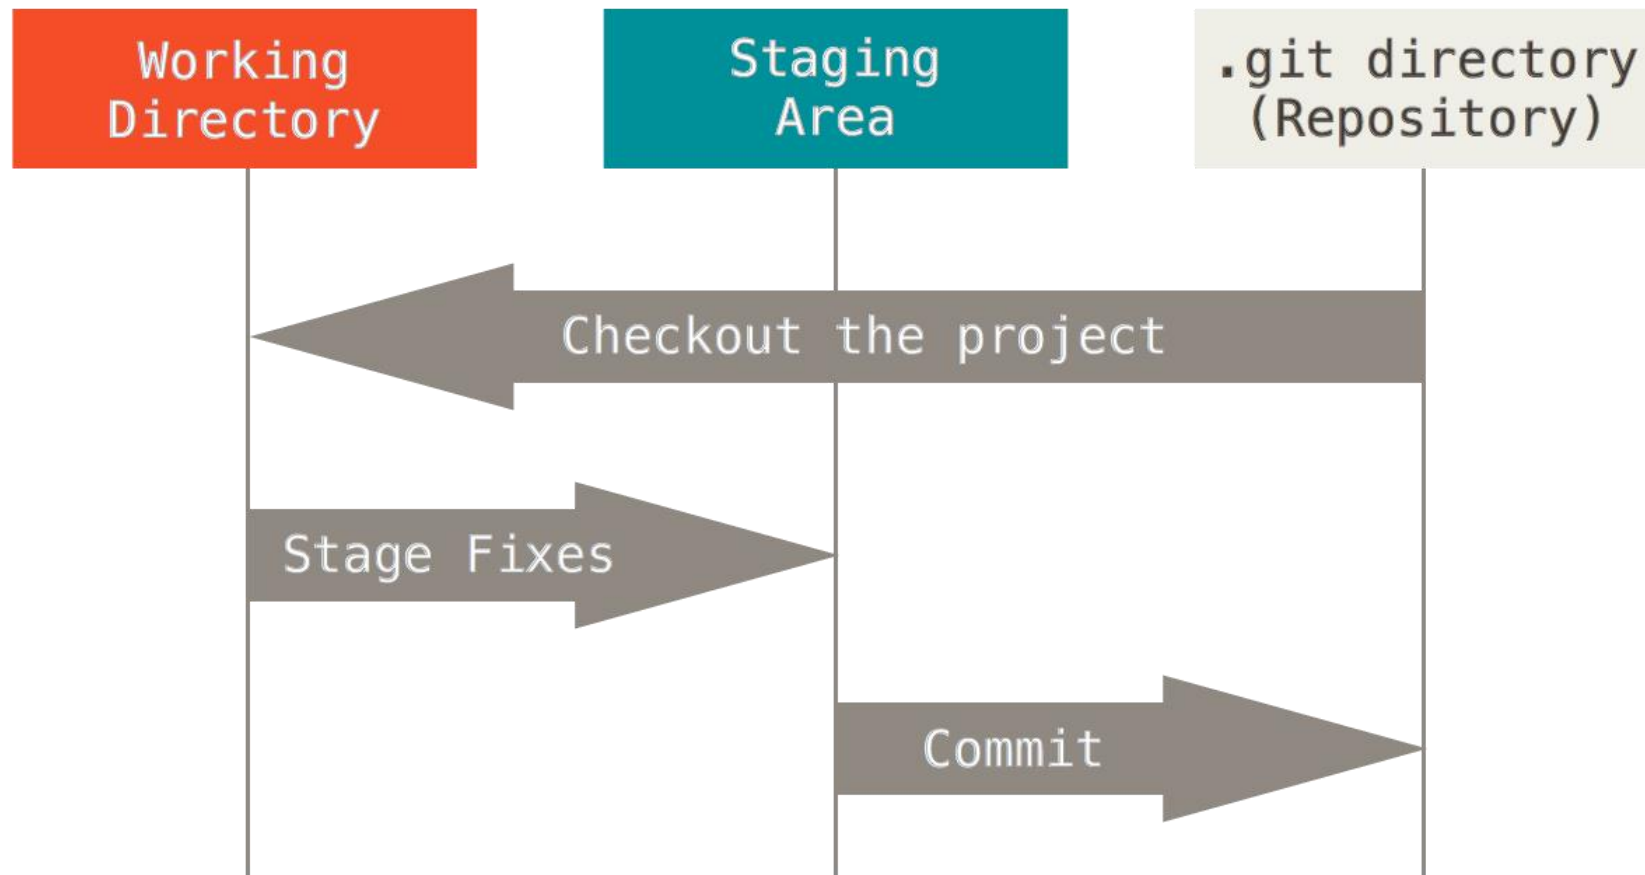 Working
Directory
Staging
Area
.git directory
(Repository)
Checkout the project
Stage Fixes
Commit